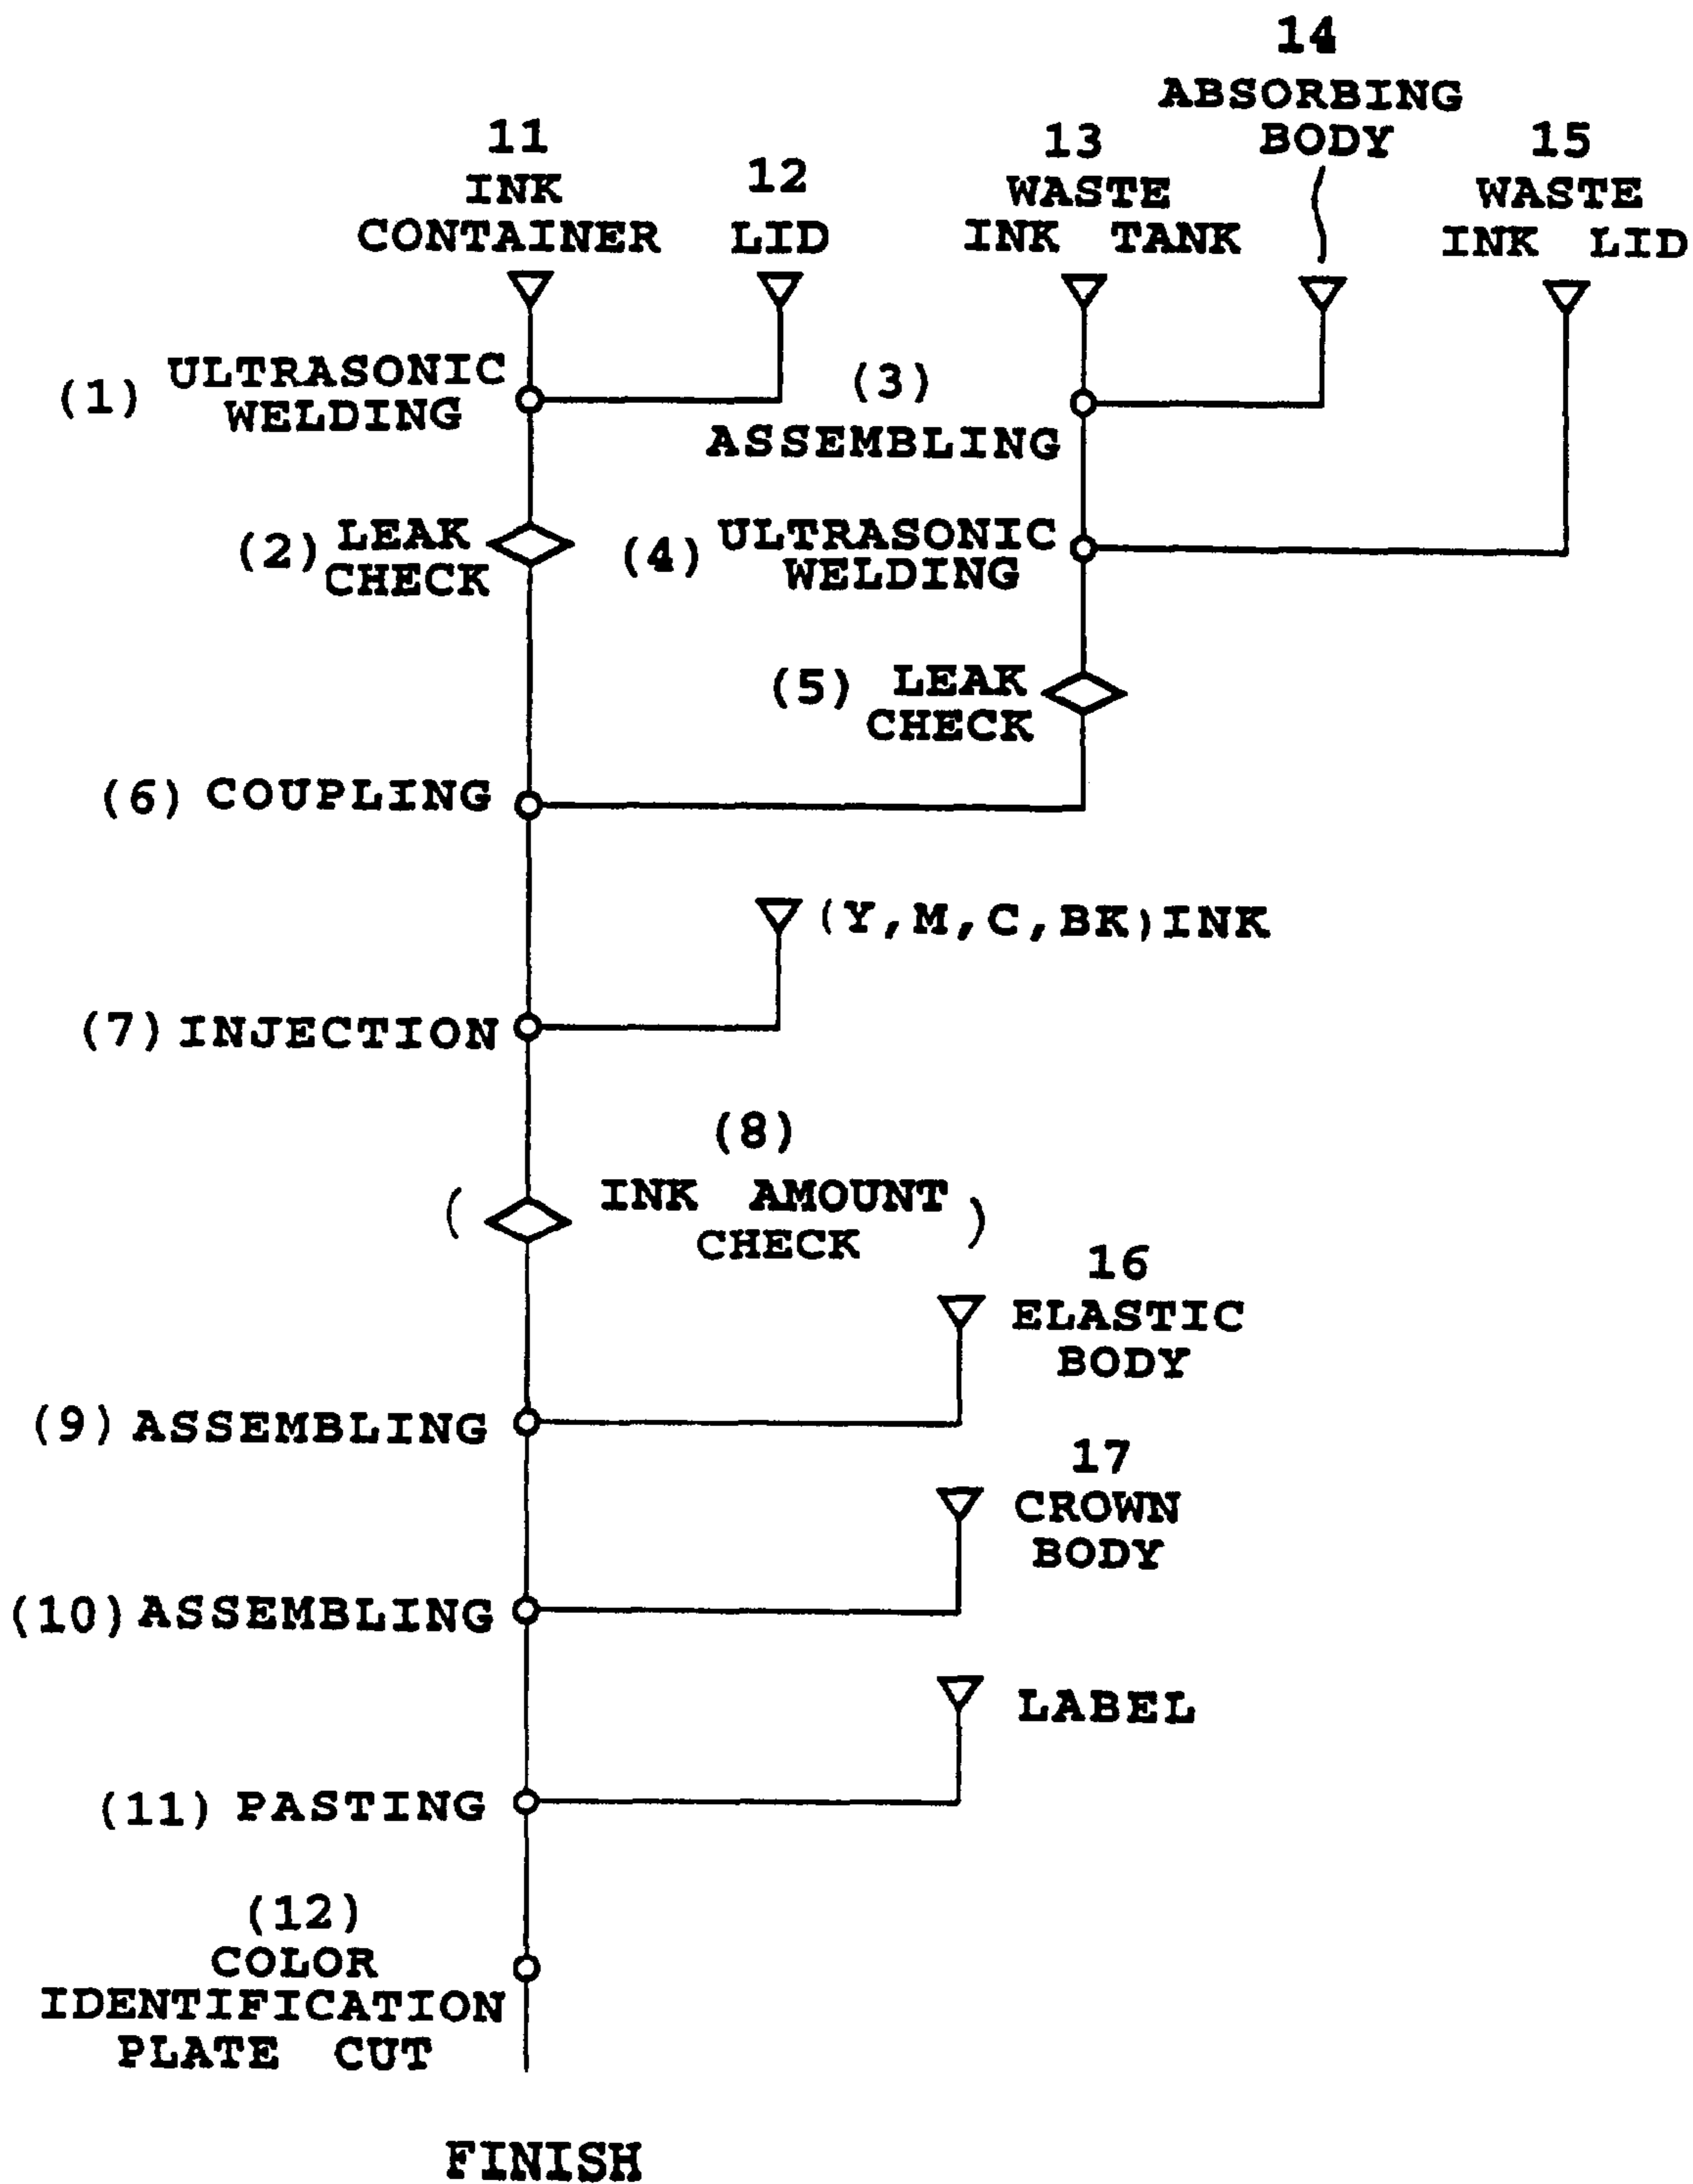 14
ABSORBING
BODY
11
INK
CONTAINER
12
LID
13
WASTE
INK TANK
15
WASTE
INK LID
(1) ULTRASONIC
WELDING
(3)
ASSEMBLING
(2) LEAK
CHECK
(4) ULTRASONIC
WELDING
(5) LEAK
CHECK
(6) COUPLING
(Y,M,C,BK)INK
(7) INJECTION
(8)
( INK AMOUNT
CHECK )
16
ELASTIC
BODY
(9) ASSEMBLING
17
CROWN
BODY
(10) ASSEMBLING
LABEL
(11) PASTING
(12)
COLOR
IDENTIFICATION
PLATE CUT
FINISH